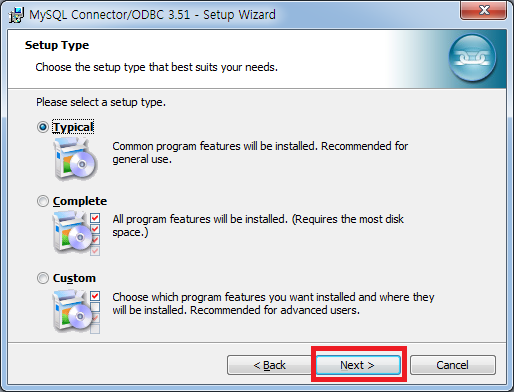 MySQL Connector/ODBC 3.51 - Setup Wizard
Setup Type
Choose the setup type that best suits your needs.
Please select a setup type.
Typical
Common program features will be installed. Recommended for
general use.
Complete
All program features will be installed. (Requires the most disk
space.)
Custom
Choose which program features you want installed and where they
will be installed. Recommended for advanced users.
< Back
Next >
Cancel